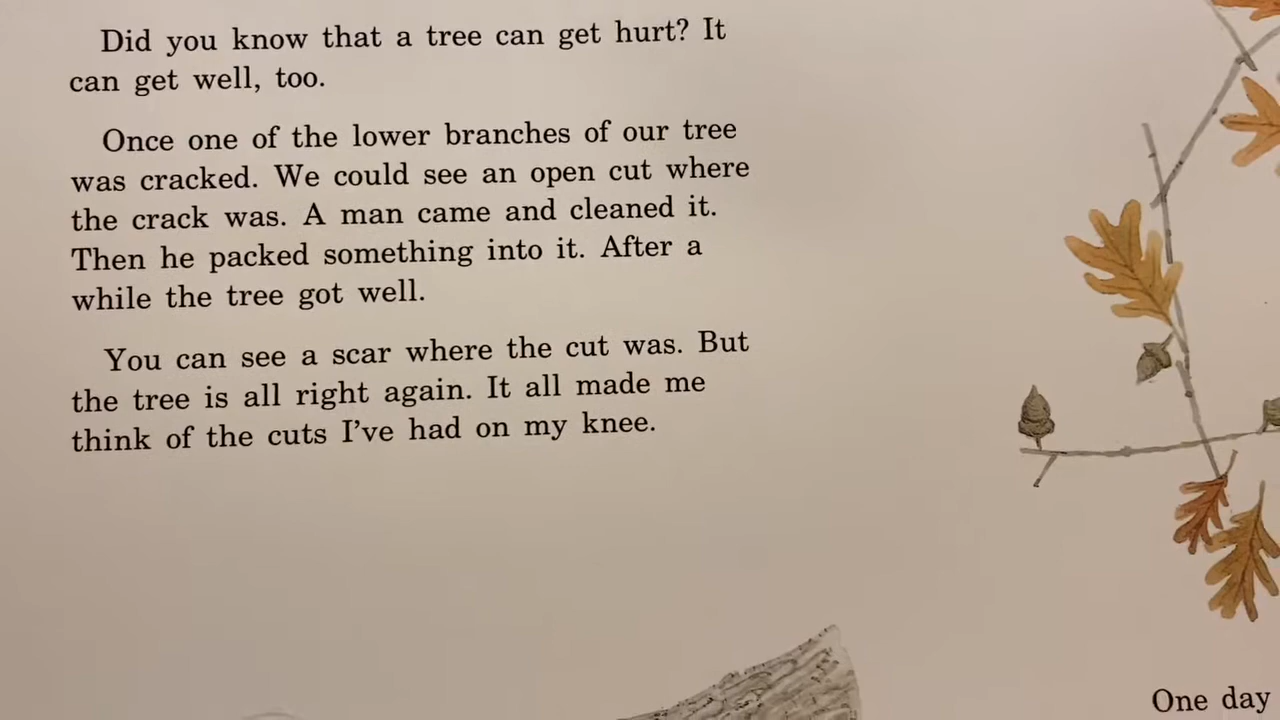 Did you know that a tree can get hurt? It
can get well, too.
Once one of the lower branches of our tree
was cracked. We could see an open cut where
the crack was. A man came and cleaned it.
Then he packed something into it. After a
while the tree got well.
You can see a scar where the cut was. But
the tree is all right again. It all made me
think of the cuts I've had on my knee.
One day